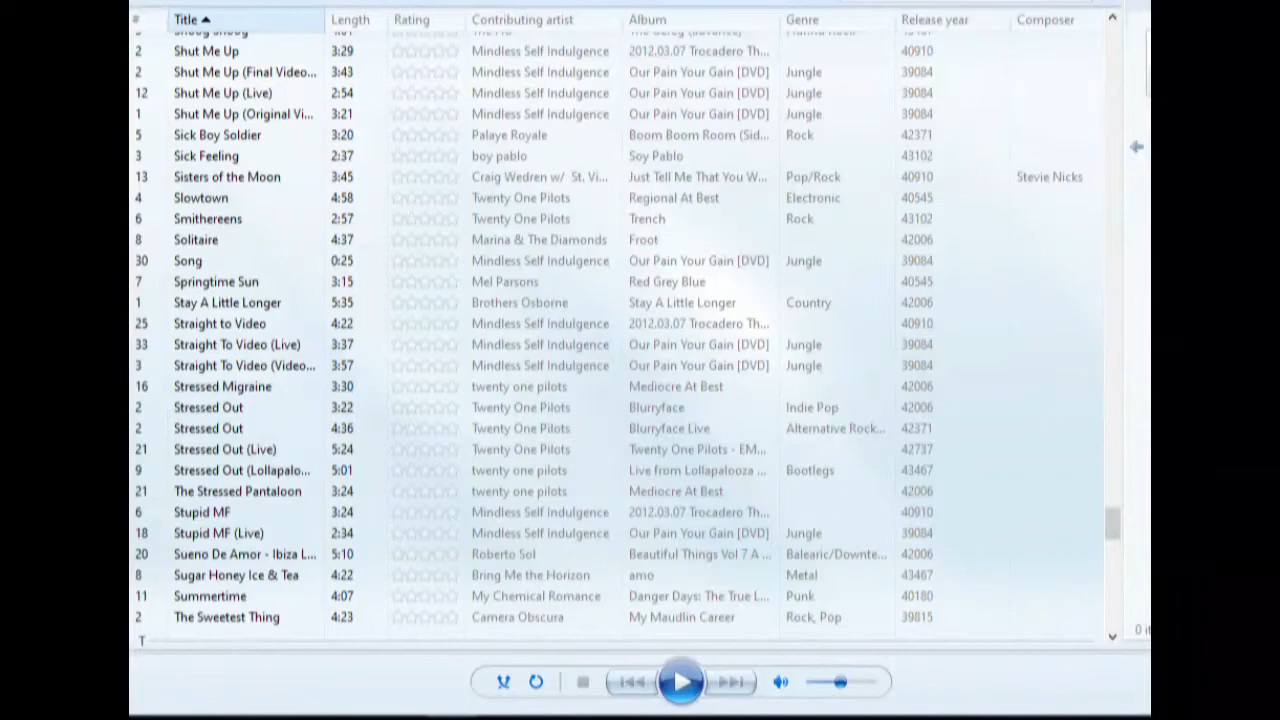 # Title Length Rating Contributing artist Album Genre Release year Composer
2 Shut Me Up 3:29 Mindless Self Indulgence 2012.03.07 Trocadero Th... 40910
2 Shut Me Up (Final Video... 3:43 Mindless Self Indulgence Our Pain Your Gain [DVD] Jungle 39084
12 Shut Me Up (Live) 2:54 Mindless Self Indulgence Our Pain Your Gain [DVD] Jungle 39084
1 Shut Me Up (Original Vi... 3:21 Mindless Self Indulgence Our Pain Your Gain [DVD] Jungle 39084
5 Sick Boy Soldier 3:20 Palaye Royale Boom Boom Room (Sid... Rock 42371
3 Sick Feeling 2:37 boy pablo Soy Pablo 43102
13 Sisters of the Moon 3:45 Craig Wedren w/ St. Vi... Just Tell Me That You W... Pop/Rock 40910 Stevie Nicks
4 Slowtown 4:58 Twenty One Pilots Regional At Best Electronic 40545
6 Smithereens 2:57 Twenty One Pilots Trench Rock 43102
8 Solitaire 4:37 Marina & The Diamonds Froot 42006
30 Song 0:25 Mindless Self Indulgence Our Pain Your Gain [DVD] Jungle 39084
7 Springtime Sun 3:15 Mel Parsons Red Grey Blue 40545
1 Stay A Little Longer 5:35 Brothers Osborne Stay A Little Longer Country 42006
25 Straight to Video 4:22 Mindless Self Indulgence 2012.03.07 Trocadero Th... 40910
33 Straight To Video (Live) 3:37 Mindless Self Indulgence Our Pain Your Gain [DVD] Jungle 39084
3 Straight To Video (Video... 3:57 Mindless Self Indulgence Our Pain Your Gain [DVD] Jungle 39084
16 Stressed Migraine 3:30 twenty one pilots Mediocre At Best 42006
2 Stressed Out 3:22 Twenty One Pilots Blurryface Indie Pop 42006
2 Stressed Out 4:36 Twenty One Pilots Blurryface Live Alternative Rock... 42371
21 Stressed Out (Live) 5:24 Twenty One Pilots Twenty One Pilots - EM... 42737
9 Stressed Out (Lollapalo... 5:01 twenty one pilots Live from Lollapalooza ... Bootlegs 43467
21 The Stressed Pantaloon 3:24 twenty one pilots Mediocre At Best 42006
6 Stupid MF 3:24 Mindless Self Indulgence 2012.03.07 Trocadero Th... 40910
18 Stupid MF (Live) 2:34 Mindless Self Indulgence Our Pain Your Gain [DVD] Jungle 39084
20 Sueno De Amor - Ibiza L... 5:10 Roberto Sol Beautiful Things Vol 7 A ... Balearic/Downte... 42006
8 Sugar Honey Ice & Tea 4:22 Bring Me the Horizon amo Metal 43467
11 Summertime 4:07 My Chemical Romance Danger Days: The True L... Punk 40180
2 The Sweetest Thing 4:23 Camera Obscura My Maudlin Career Rock, Pop 39815
T